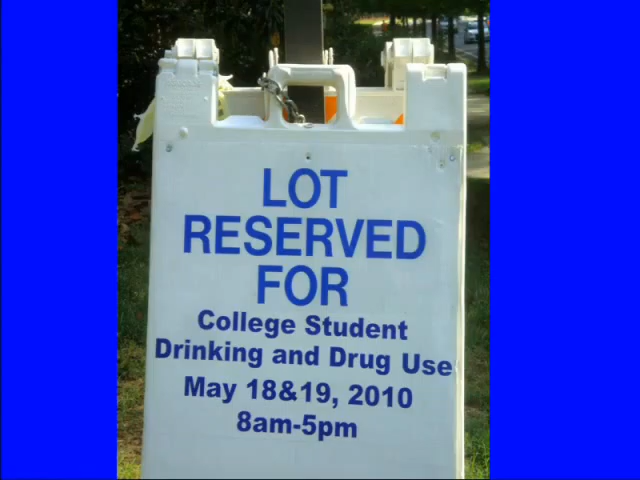 LOT
RESERVED
FOR
College Student
Drinking and Drug Use
May 18&19, 2010
8am-5pm